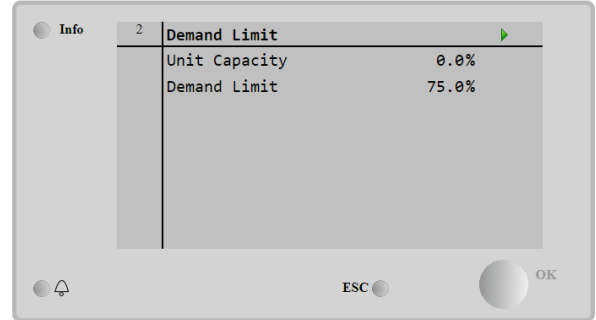 Info
2 Demand Limit
Unit Capacity 0.0%
Demand Limit 75.0%
ESC
OK